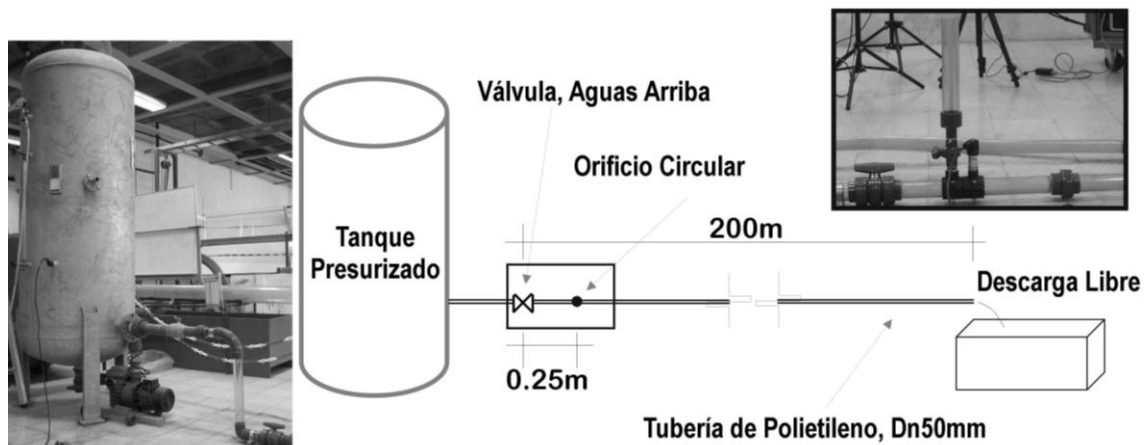 Válvula, Aguas Arriba
Orificio Circular
200m
Tanque
Presurizado
Descarga Libre
0.25m
Tubería de Polietileno, Dn50mm